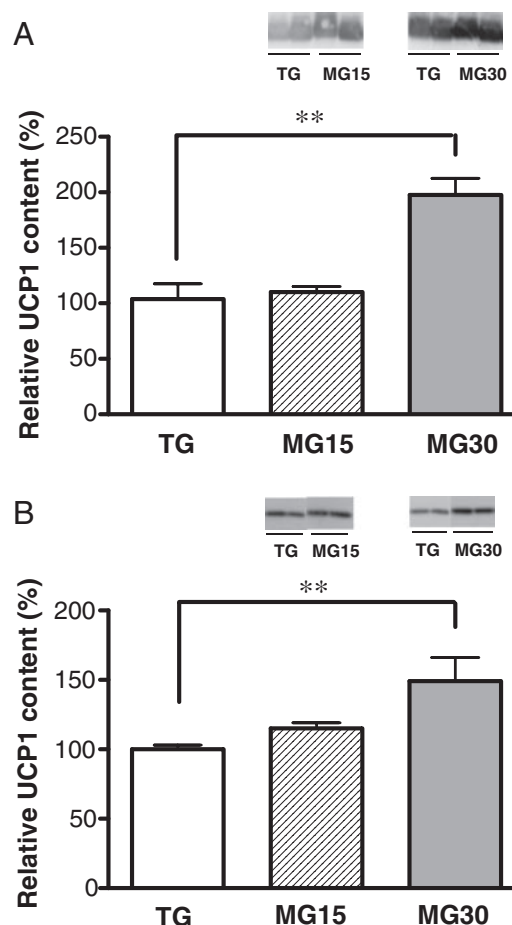 A
TG MG15 TG MG30
**
Relative UCP1 content (%)
250
200
150
100
50
0
TG MG15 MG30
B
TG MG15 TG MG30
**
Relative UCP1 content (%)
200
150
100
50
0
TG MG15 MG30